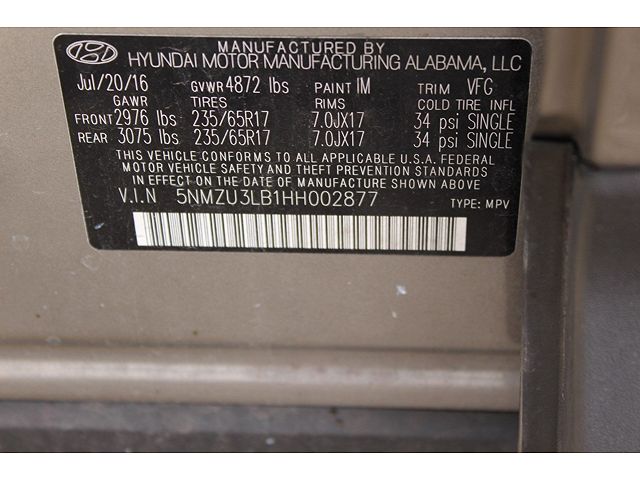 MANUFACTURED BY
HYUNDAI MOTOR MANUFACTURING ALABAMA, LLC
Jul/20/16 GVWR 4872 lbs PAINT IM TRIM VFG
GAWR TIRES RIMS COLD TIRE INFL
FRONT 2976 lbs 235/65R17 7.0JX17 34 psi SINGLE
REAR 3075 lbs 235/65R17 7.0JX17 34 psi SINGLE
THIS VEHICLE CONFORMS TO ALL APPLICABLE U.S.A. FEDERAL
MOTOR VEHICLE SAFETY AND THEFT PREVENTION STANDARDS
IN EFFECT ON THE DATE OF MANUFACTURE SHOWN ABOVE
V.I.N 5NMZU3LB1HH002877 TYPE: MPV